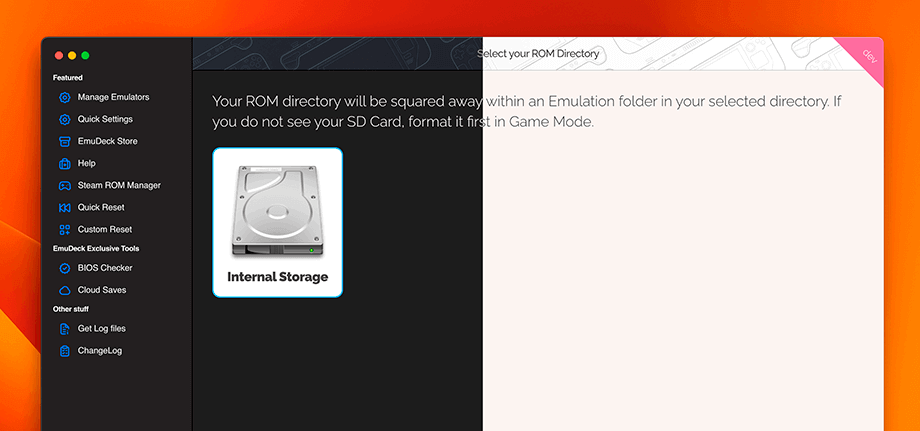 Featured
Manage Emulators
Quick Settings
EmuDeck Store
Help
Steam ROM Manager
Quick Reset
Custom Reset
EmuDeck Exclusive Tools
BIOS Checker
Cloud Saves
Other stuff
Get Log files
ChangeLog
Select your ROM Directory
dev
Your ROM directory will be squared away within an Emulation folder in your selected directory. If
you do not see your SD Card, format it first in Game Mode.
Internal Storage